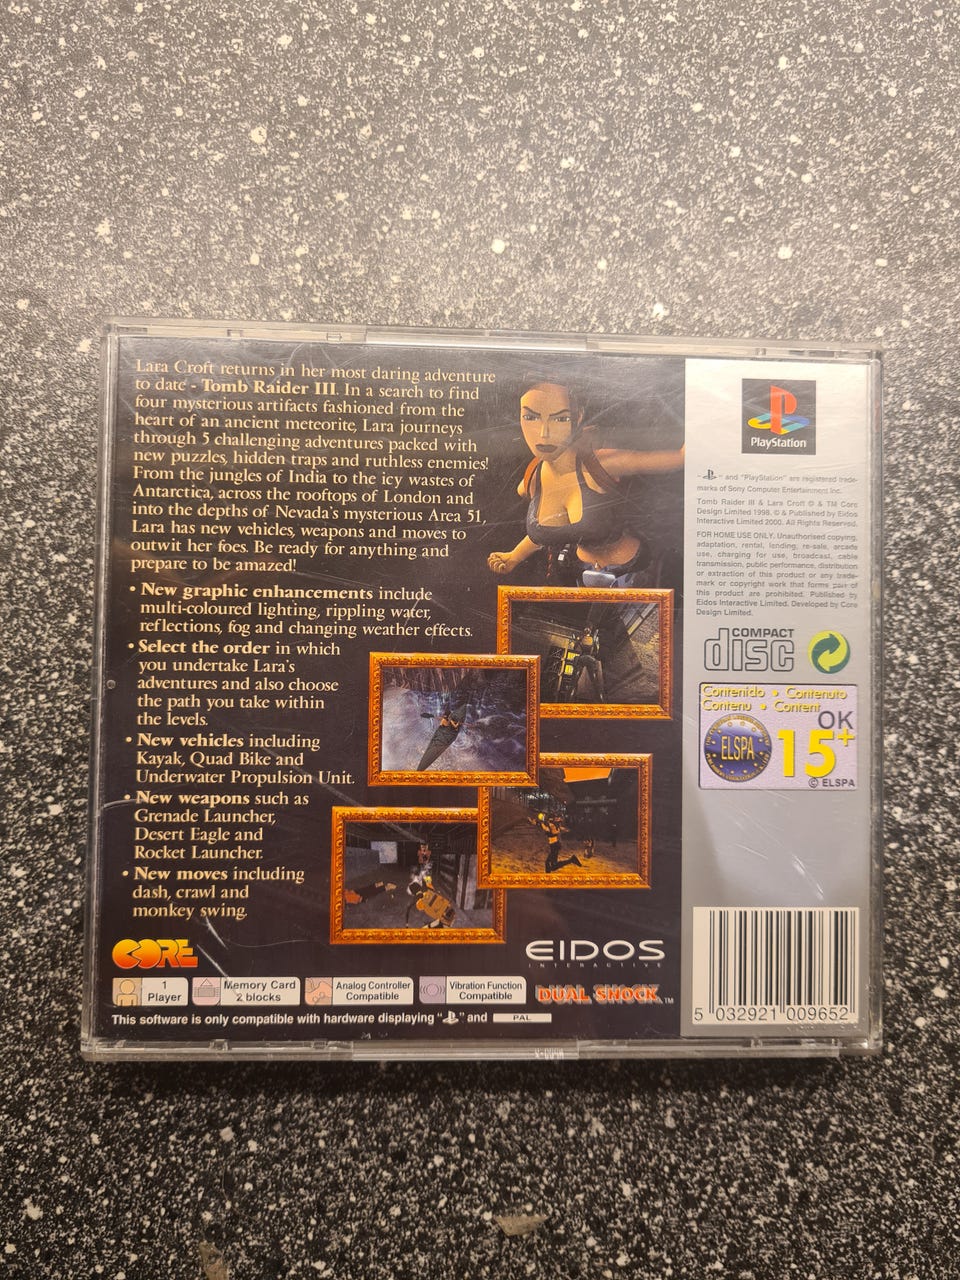 Lara Croft returns in her most daring adventure
to date - Tomb Raider III. In a search to find
four mysterious artifacts fashioned from the
heart of an ancient meteorite, Lara journeys
through 5 challenging adventures packed with
new puzzles, hidden traps and ruthless enemies!
From the jungles of India to the icy wastes of
Antarctica, across the rooftops of London and
into the depths of Nevada's mysterious Area 51,
Lara has new vehicles, weapons and moves to
outwit her foes. Be ready for anything and
prepare to be amazed!
• New graphic enhancements include
multi-coloured lighting, rippling water,
reflections, fog and changing weather effects.
• Select the order in which
you undertake Lara's
adventures and also choose
the path you take within
the levels.
• New vehicles including
Kayak, Quad Bike and
Underwater Propulsion Unit.
• New weapons such as
Grenade Launcher,
Desert Eagle and
Rocket Launcher.
• New moves including
dash, crawl and
monkey swing.
CORE
EIDOS
INTERACTIVE
1
Player
Memory Card
2 blocks
Analog Controller
Compatible
Vibration Function
Compatible
DUAL SHOCK™
This software is only compatible with hardware displaying " " and PAL
PlayStation
" " and "PlayStation" are registered trade-
marks of Sony Computer Entertainment Inc.
Tomb Raider III & Lara Croft © & TM Core
Design Limited 1998. © & Published by Eidos
Interactive Limited 2000. All Rights Reserved.
FOR HOME USE ONLY. Unauthorised copying,
adaptation, rental, lending, re-sale, arcade
use, charging for use, broadcast, cable
transmission, public performance, distribution
or extraction of this product or any trade-
mark or copyright work that forms part of
this product are prohibited. Published by
Eidos Interactive Limited. Developed by Core
Design Limited.
COMPACT
disc
Contenido • Contenuto
Contenu • Content
ELSPA
OK
15+
© ELSPA
5 032921 009652